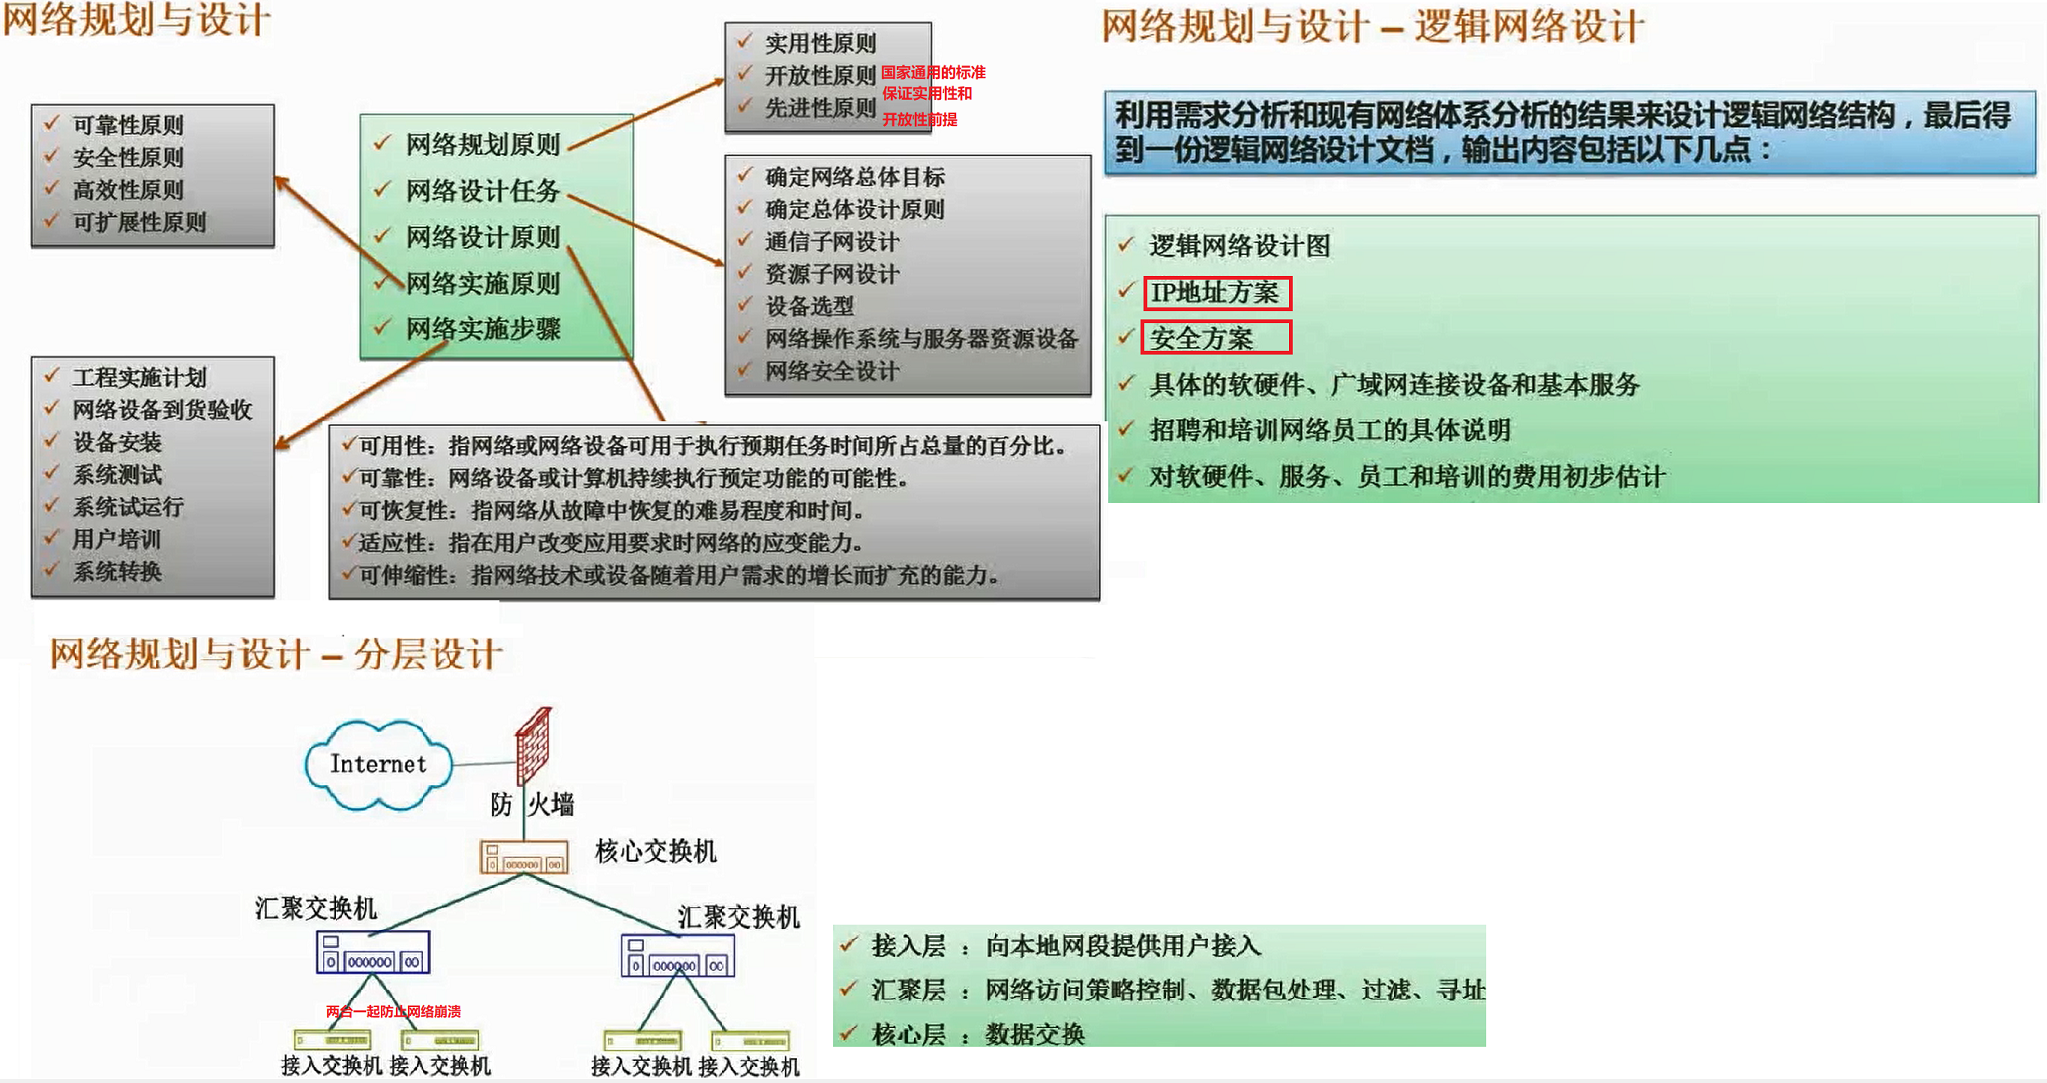 网络规划与设计
可靠性原则
安全性原则
高效性原则
可扩展性原则
网络规划原则
网络设计任务
网络设计原则
网络实施原则
网络实施步骤
实用性原则
开放性原则 国家通用的标准
先进性原则 保证实用性和
开放性前提
确定网络总体目标
确定总体设计原则
通信子网设计
资源子网设计
设备选型
网络操作系统与服务器资源设备
网络安全设计
工程实施计划
网络设备到货验收
设备安装
系统测试
系统试运行
用户培训
系统转换
可用性：指网络或网络设备可用于执行预期任务时间所占总量的百分比。
可靠性：网络设备或计算机持续执行预定功能的可能性。
可恢复性：指网络从故障中恢复的难易程度和时间。
适应性：指在用户改变应用要求时网络的应变能力。
可伸缩性：指网络技术或设备随着用户需求的增长而扩充的能力。
网络规划与设计 – 逻辑网络设计
利用需求分析和现有网络体系分析的结果来设计逻辑网络结构，最后得
到一份逻辑网络设计文档，输出内容包括以下几点：
逻辑网络设计图
IP地址方案
安全方案
具体的软硬件、广域网连接设备和基本服务
招聘和培训网络员工的具体说明
对软硬件、服务、员工和培训的费用初步估计
网络规划与设计 – 分层设计
Internet
防 火墙
核心交换机
汇聚交换机
汇聚交换机
两台一起防止网络崩溃
接入交换机 接入交换机
接入交换机 接入交换机
接入层 ：向本地网段提供用户接入
汇聚层 ：网络访问策略控制、数据包处理、过滤、寻址
核心层 ：数据交换